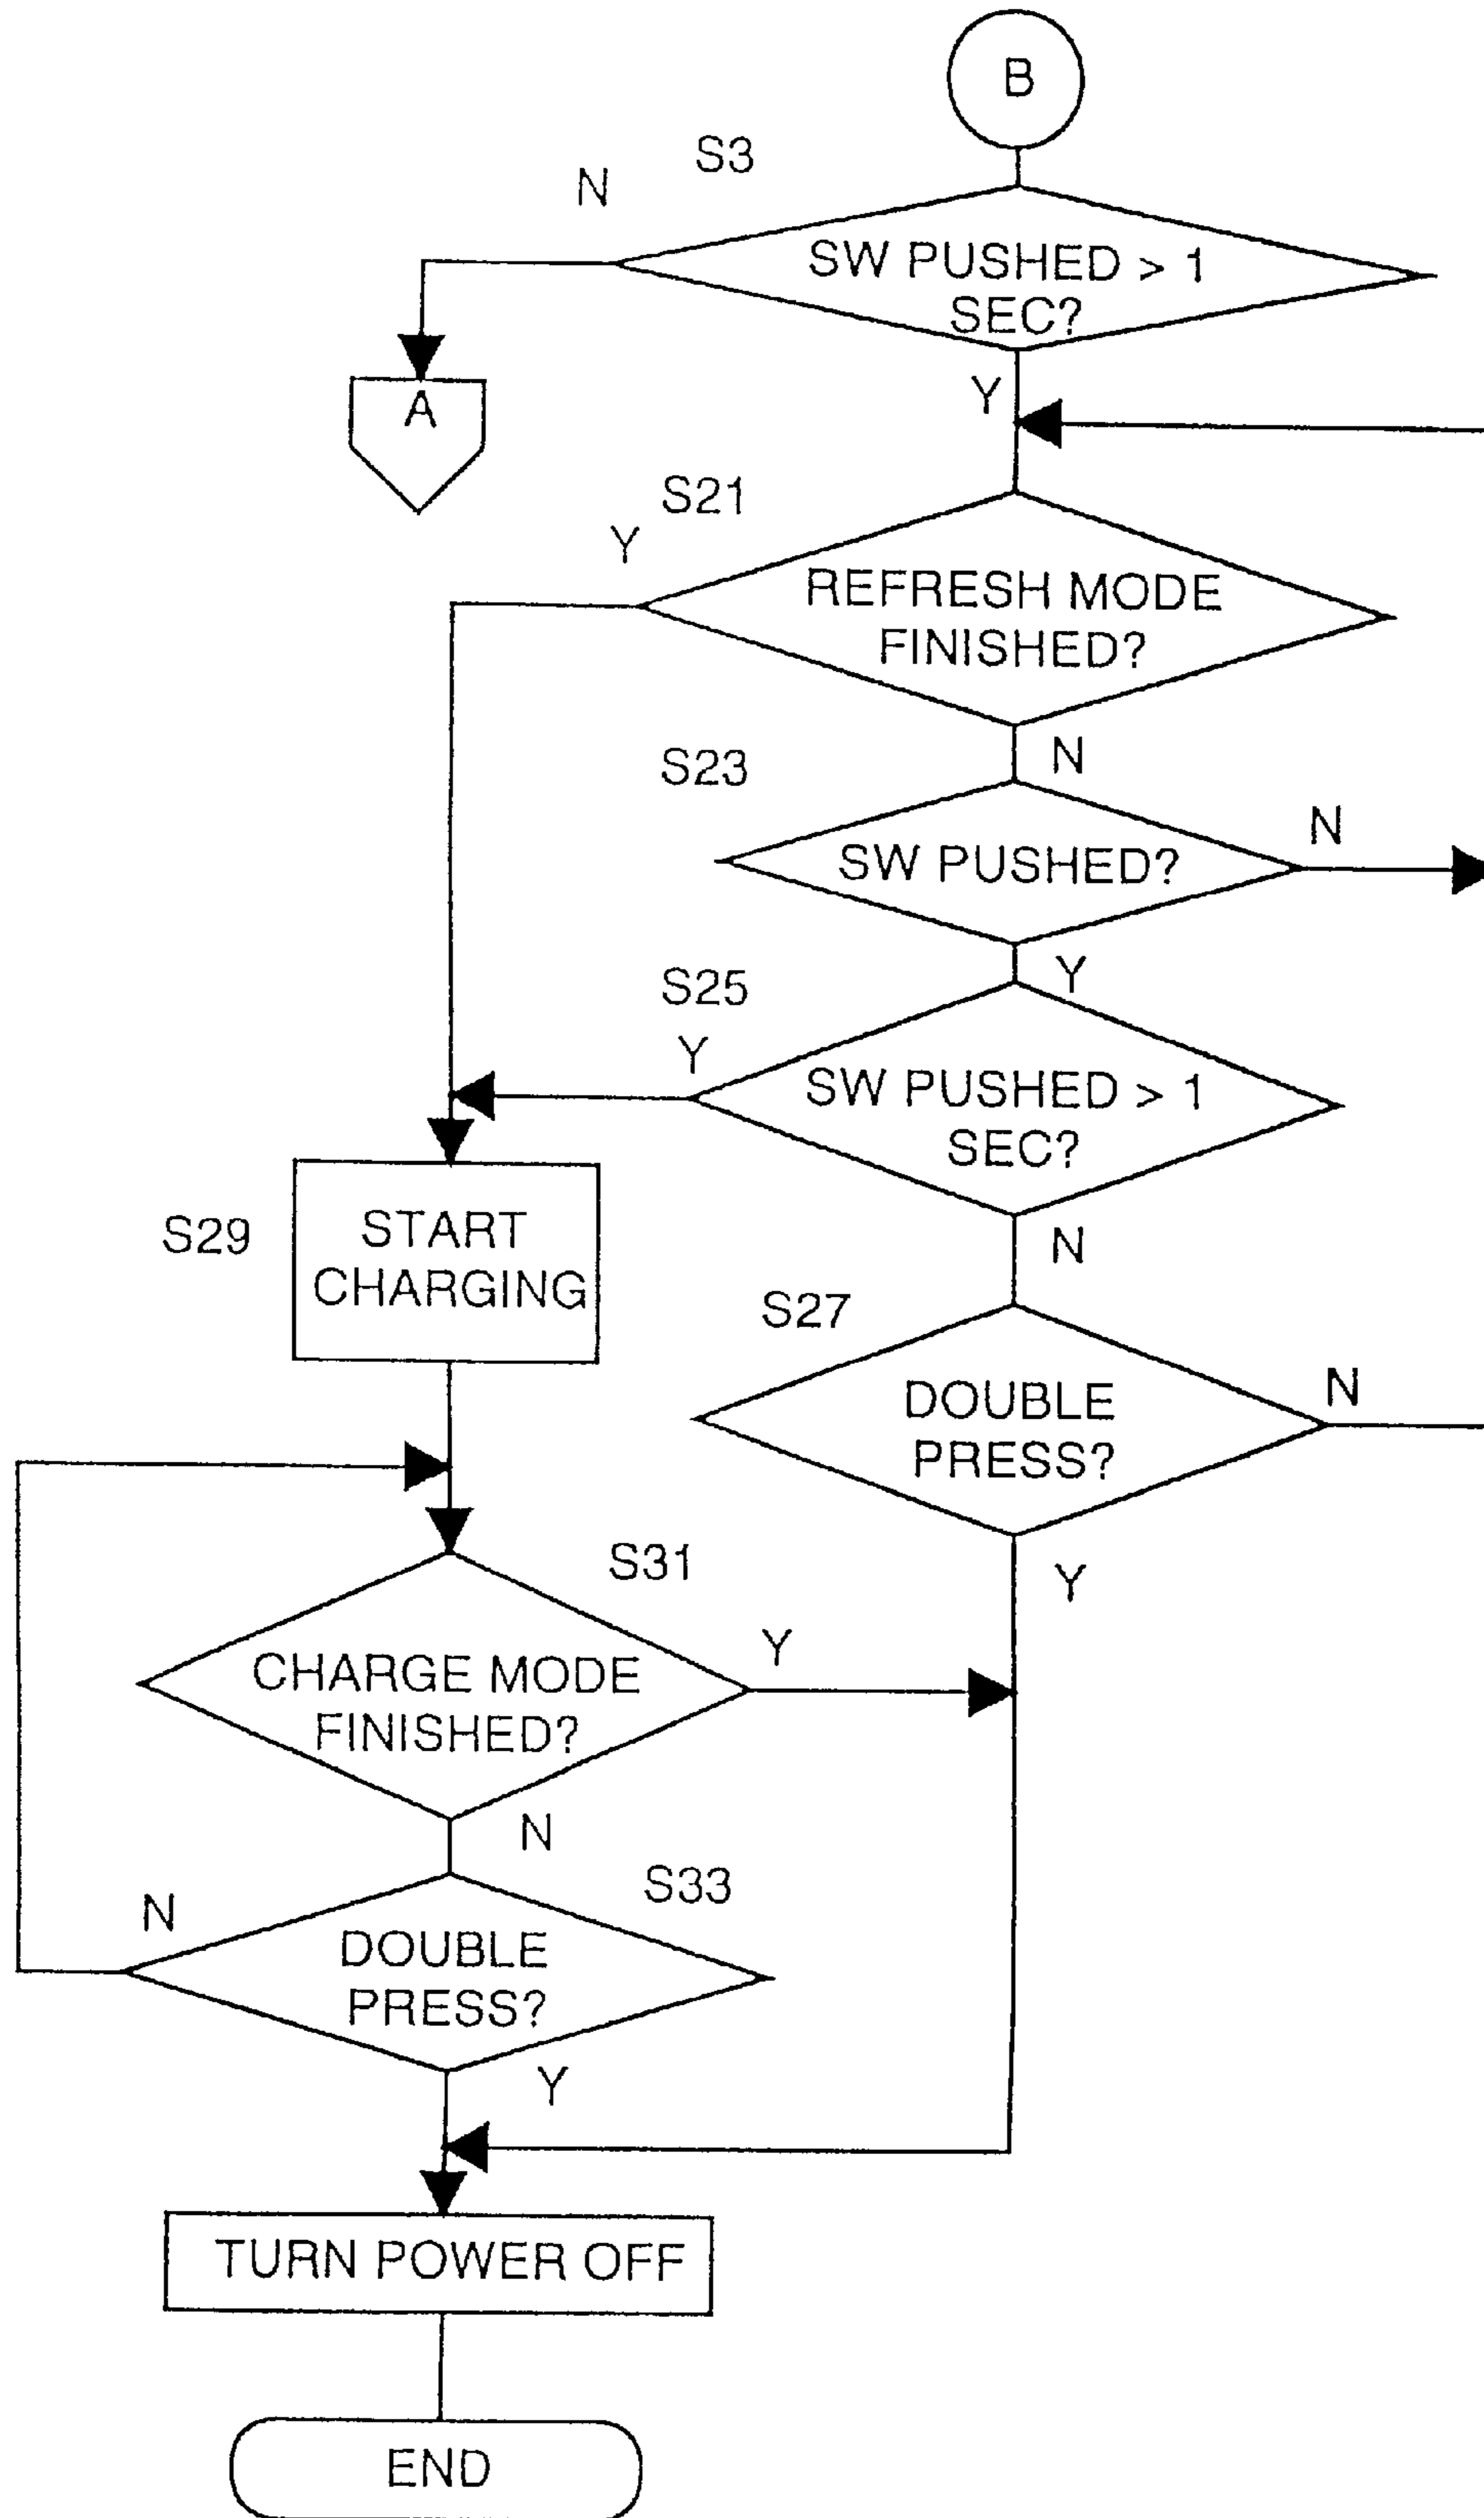 B
S3
N
SW PUSHED > 1
SEC?
Y
A
S21
Y
REFRESH MODE
FINISHED?
N
S23
N
SW PUSHED?
Y
S25
Y
SW PUSHED > 1
SEC?
N
S29
START
CHARGING
S27
DOUBLE
PRESS?
N
Y
S31
CHARGE MODE
FINISHED?
Y
N
S33
N
DOUBLE
PRESS?
Y
TURN POWER OFF
END